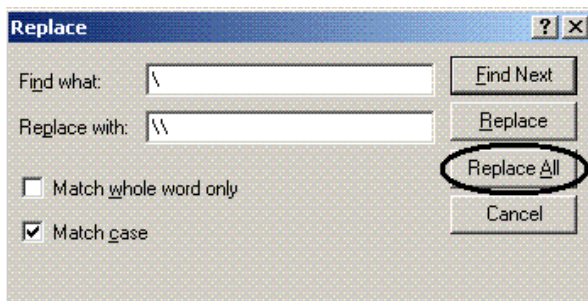 Replace
Find what: \
Find Next
Replace with: \\
Replace
Replace All
Match whole word only
Cancel
Match case